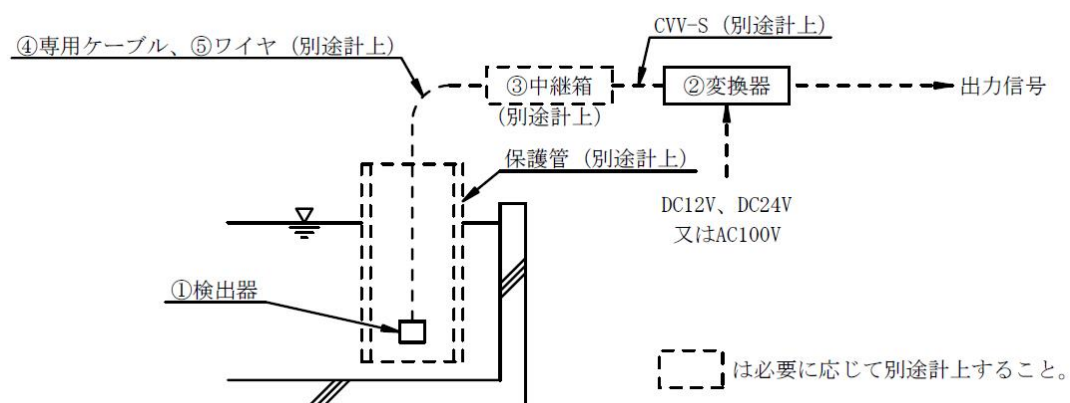 CVV-S（別途計上）
④専用ケーブル、⑤ワイヤ（別途計上）
③中継箱
（別途計上）
②変換器
出力信号
保護管（別途計上）
DC12V、DC24V
又はAC100V
①検出器
は必要に応じて別途計上すること。